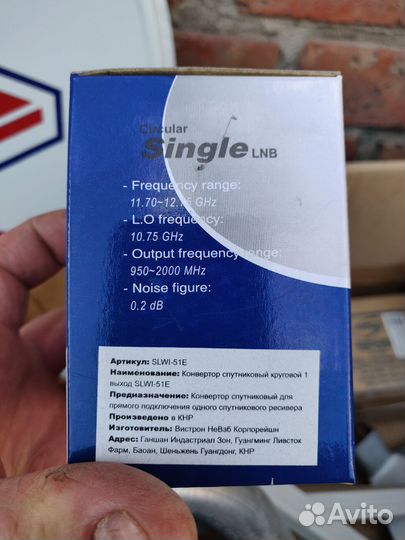 Circular
Single LNB
- Frequency range:
11.70~12.75 GHz
- L.O frequency:
10.75 GHz
- Output frequency range:
950~2000 MHz
- Noise figure:
0.2 dB
Артикул: SLWI-51E
Наименование: Конвертор спутниковый круговой 1
выход SLWI-51E
Предназначение: Конвертор спутниковый для
прямого подключения одного спутникового ресивера
Произведено в КНР
Изготовитель: Вистрон НеВэб Корпорейшн
Адрес: Ганшан Индастриал Зон, Гуангминг Ливсток
Фарм, Баоан, Шеньжень Гуангдонг, КНР
Avito